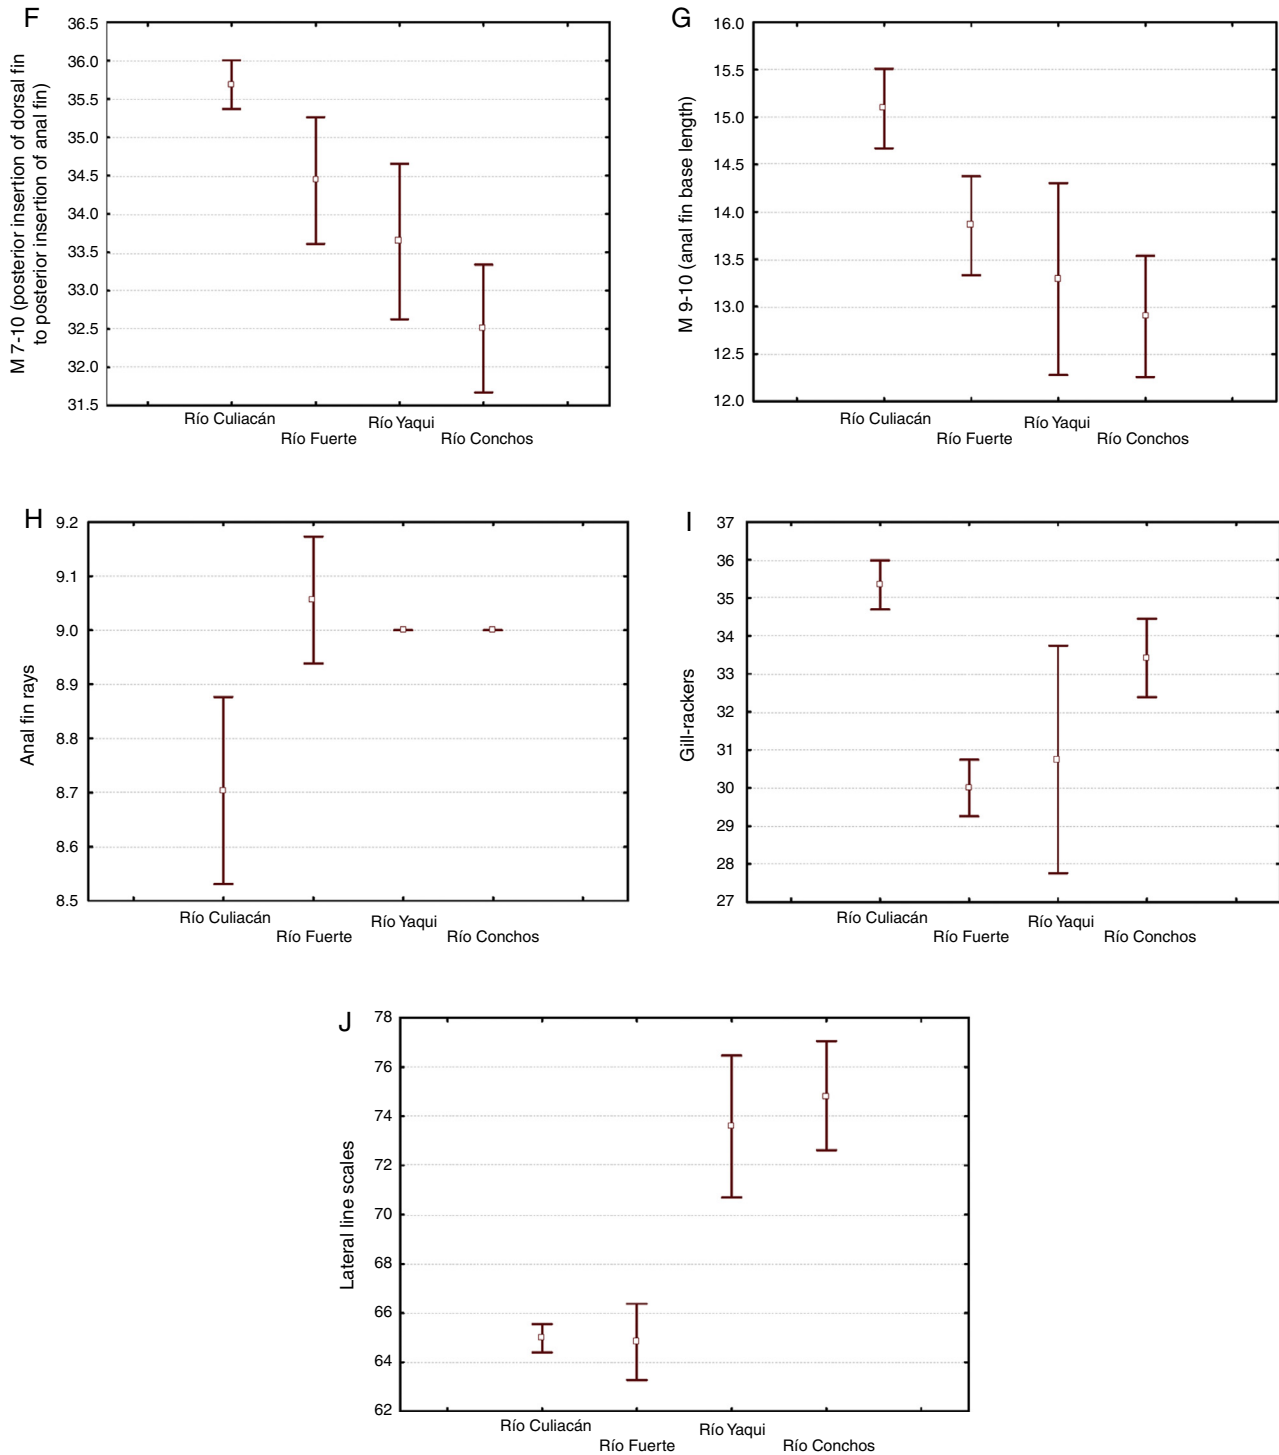 F
M 7-10 (posterior insertion of dorsal fin
to posterior insertion of anal fin)
36.5
36.0
35.5
35.0
34.5
34.0
33.5
33.0
32.5
32.0
31.5
Río Culiacán
Río Fuerte
Río Yaqui
Río Conchos
G
M 9-10 (anal fin base length)
16.0
15.5
15.0
14.5
14.0
13.5
13.0
12.5
12.0
Río Culiacán
Río Fuerte
Río Yaqui
Río Conchos
H
Anal fin rays
9.2
9.1
9.0
8.9
8.8
8.7
8.6
8.5
Río Culiacán
Río Fuerte
Río Yaqui
Río Conchos
I
Gill-rackers
37
36
35
34
33
32
31
30
29
28
27
Río Culiacán
Río Fuerte
Río Yaqui
Río Conchos
J
Lateral line scales
78
76
74
72
70
68
66
64
62
Río Culiacán
Río Fuerte
Río Yaqui
Río Conchos